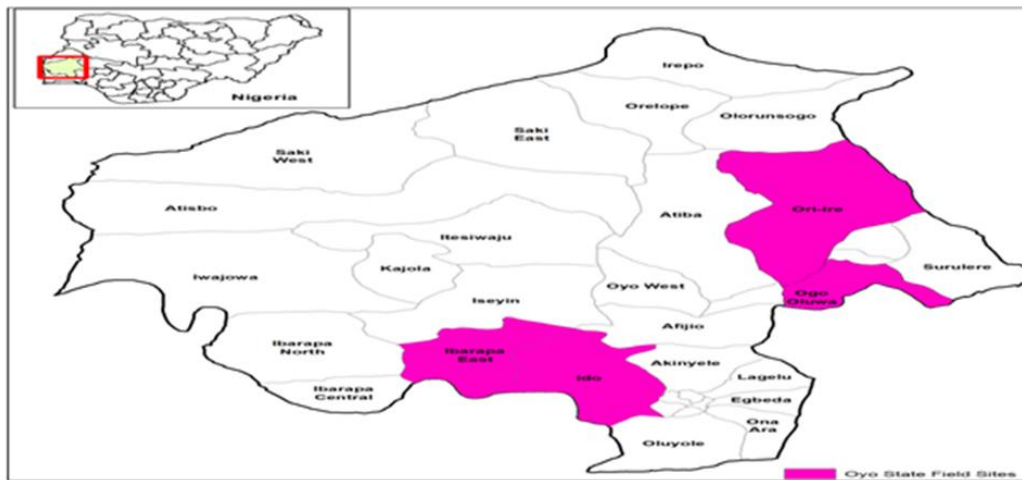 Nigeria
Irepo
Orelope
Olorunsogo
Saki
East
Saki
West
Atisbo
Ori-ire
Atiba
Itesiwaju
Kajola
Iwajowa
Surulere
Oyo West
Iseyin
Ogo
Oluwa
Afijio
Ibarapa
North
Ibarapa
East
Akinyele
Ido
Lagelu
Ibarapa
Central
Egbeda
Ona
Ara
Oluyole
Oyo State Field Sites